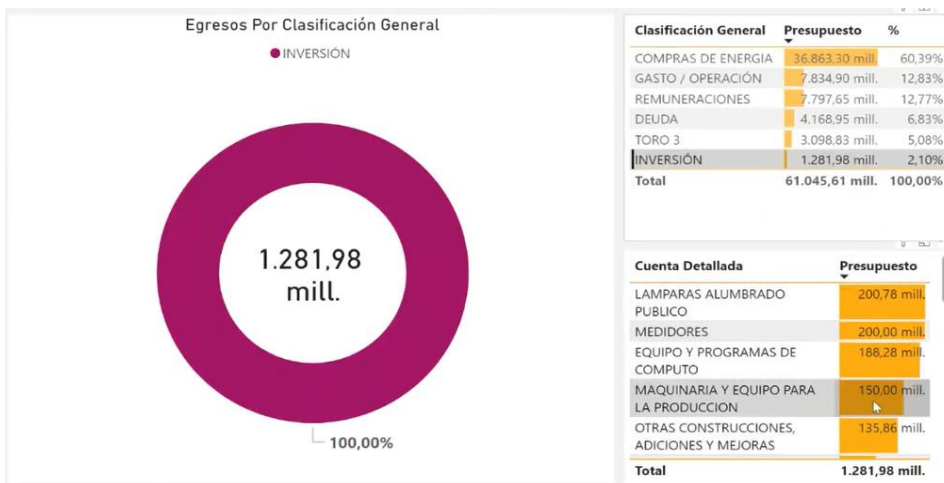 Egresos Por Clasificación General
INVERSIÓN
1.281,98
mill.
100,00%
Clasificación General Presupuesto %
COMPRAS DE ENERGIA 36.863,30 mill. 60,39%
GASTO / OPERACIÓN 7.834,90 mill. 12,83%
REMUNERACIONES 7.797,65 mill. 12,77%
DEUDA 4.168,95 mill. 6,83%
TORO 3 3.098,83 mill. 5,08%
INVERSIÓN 1.281,98 mill. 2,10%
Total 61.045,61 mill. 100,00%
Cuenta Detallada Presupuesto
LAMPARAS ALUMBRADO 200,78 mill.
PUBLICO
MEDIDORES 200,00 mill.
EQUIPO Y PROGRAMAS DE 188,28 mill.
COMPUTO
MAQUINARIA Y EQUIPO PARA 150,00 mill.
LA PRODUCCION
OTRAS CONSTRUCCIONES, 135,86 mill.
ADICIONES Y MEJORAS
Total 1.281,98 mill.